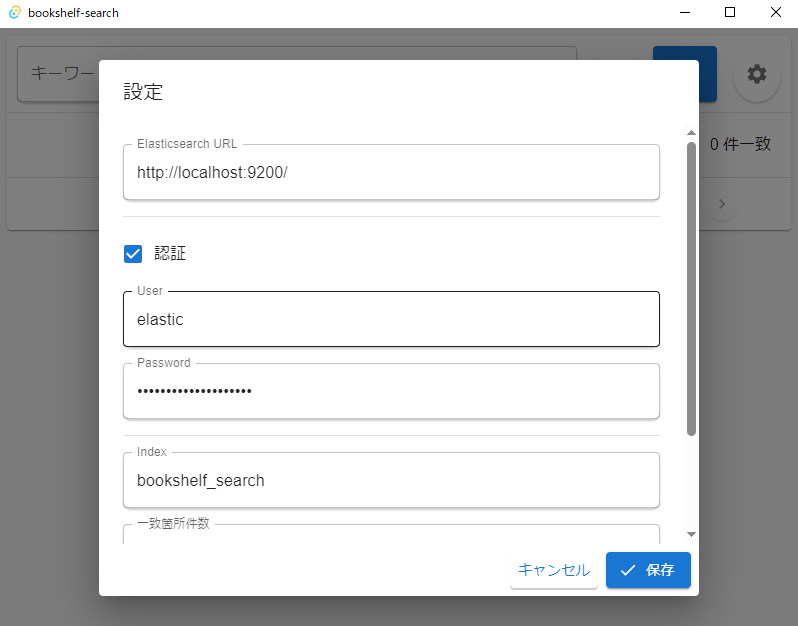 bookshelf-search
キーワー
設定
0 件一致
Elasticsearch URL
http://localhost:9200/
認証
User
elastic
Password
••••••••••••••••••••
Index
bookshelf_search
一致箇所件数
キャンセル
保存